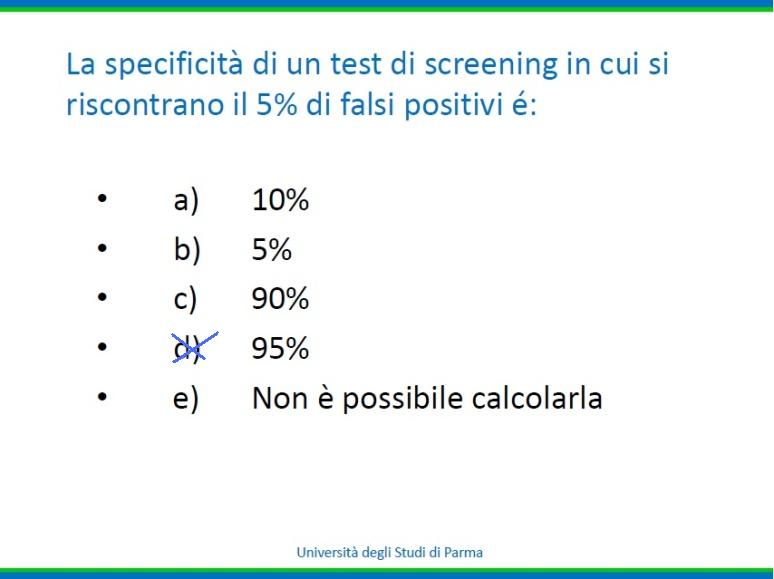 La specificità di un test di screening in cui si
riscontrano il 5% di falsi positivi é:
• a) 10%
• b) 5%
• c) 90%
• d) 95%
• e) Non è possibile calcolarla
Università degli Studi di Parma